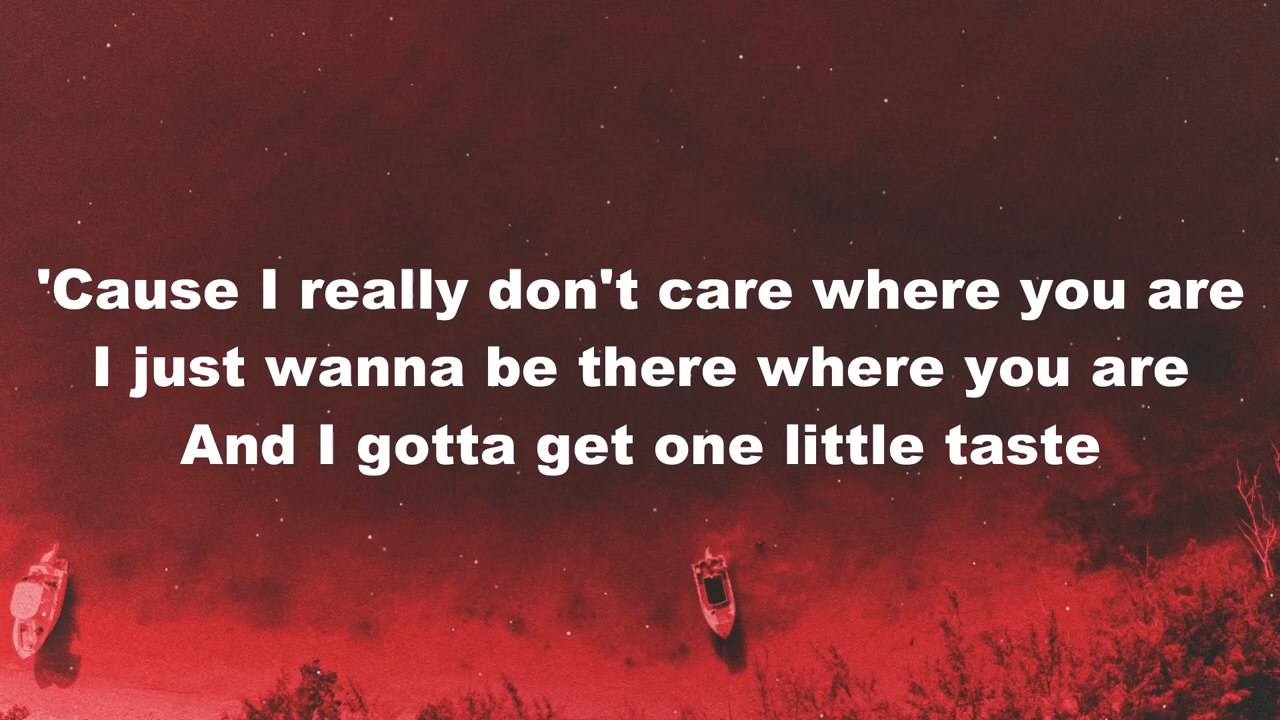 'Cause I really don't care where you are
I just wanna be there where you are
And I gotta get one little taste